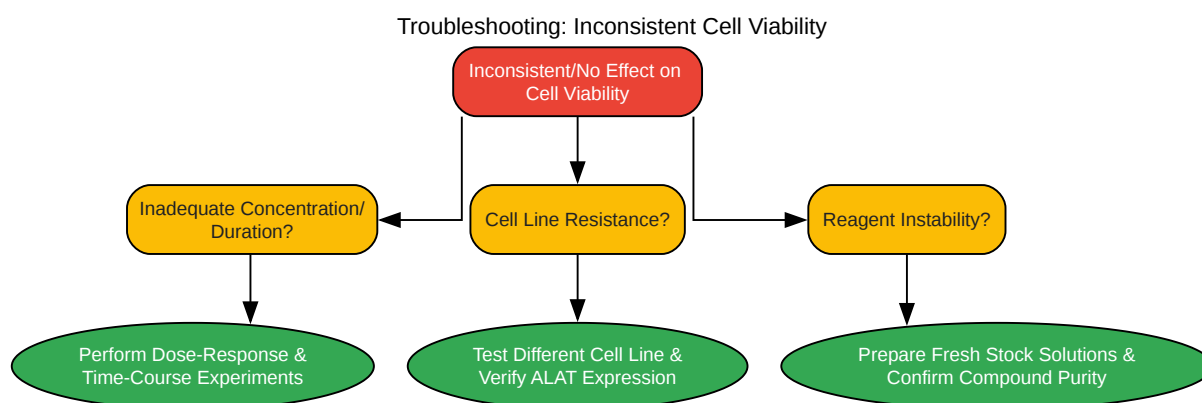 Troubleshooting: Inconsistent Cell Viability
Inconsistent/No Effect on
Cell Viability
Inadequate Concentration/
Duration?
Cell Line Resistance?
Reagent Instability?
Perform Dose-Response &
Time-Course Experiments
Test Different Cell Line &
Verify ALAT Expression
Prepare Fresh Stock Solutions &
Confirm Compound Purity